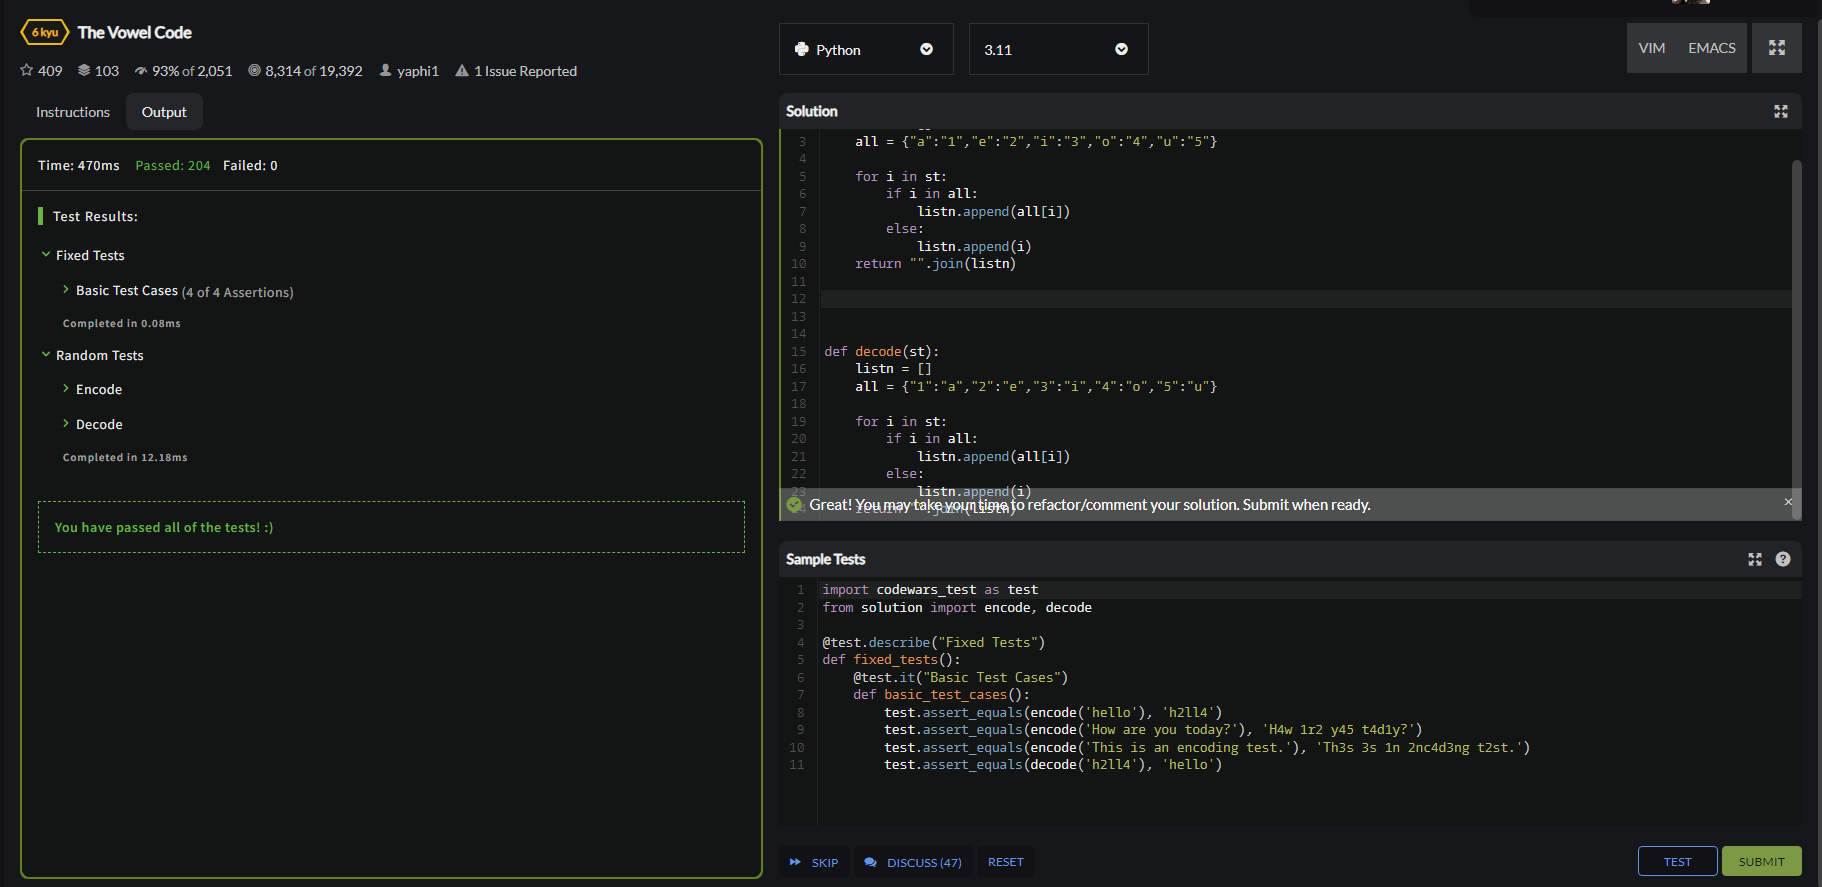 6 kyu The Vowel Code
409 103 93% of 2,051 8,314 of 19,392 yaphi1 1 Issue Reported
Instructions Output
Time: 470ms Passed: 204 Failed: 0
Test Results:
Fixed Tests
Basic Test Cases (4 of 4 Assertions)
Completed in 0.08ms
Random Tests
Encode
Decode
Completed in 12.18ms
You have passed all of the tests! :)
Python 3.11 VIM EMACS
Solution
3 all = {"a":"1","e":"2","i":"3","o":"4","u":"5"}
4
5 for i in st:
6 if i in all:
7 listn.append(all[i])
8 else:
9 listn.append(i)
10 return "".join(listn)
11
12
13
14
15 def decode(st):
16 listn = []
17 all = {"1":"a","2":"e","3":"i","4":"o","5":"u"}
18
19 for i in st:
20 if i in all:
21 listn.append(all[i])
22 else:
23 listn.append(i)
24 return "".join(listn)
Great! You may take your time to refactor/comment your solution. Submit when ready.
Sample Tests
1 import codewars_test as test
2 from solution import encode, decode
3
4 @test.describe("Fixed Tests")
5 def fixed_tests():
6 @test.it("Basic Test Cases")
7 def basic_test_cases():
8 test.assert_equals(encode('hello'), 'h2ll4')
9 test.assert_equals(encode('How are you today?'), 'H4w 1r2 y45 t4d1y?')
10 test.assert_equals(encode('This is an encoding test.'), 'Th3s 3s 1n 2nc4d3ng t2st.')
11 test.assert_equals(decode('h2ll4'), 'hello')
SKIP DISCUSS (47) RESET TEST SUBMIT